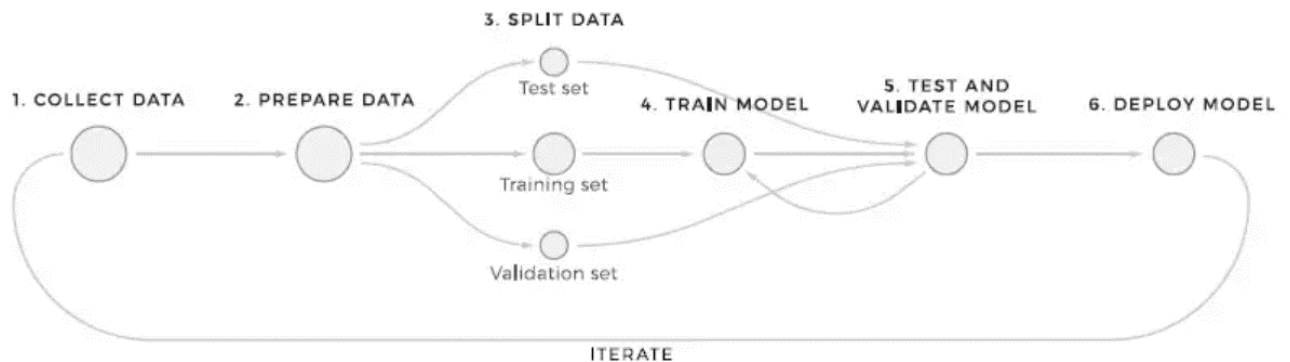 3. SPLIT DATA
Test set
1. COLLECT DATA
2. PREPARE DATA
4. TRAIN MODEL
5. TEST AND
VALIDATE MODEL
6. DEPLOY MODEL
Training set
Validation set
ITERATE